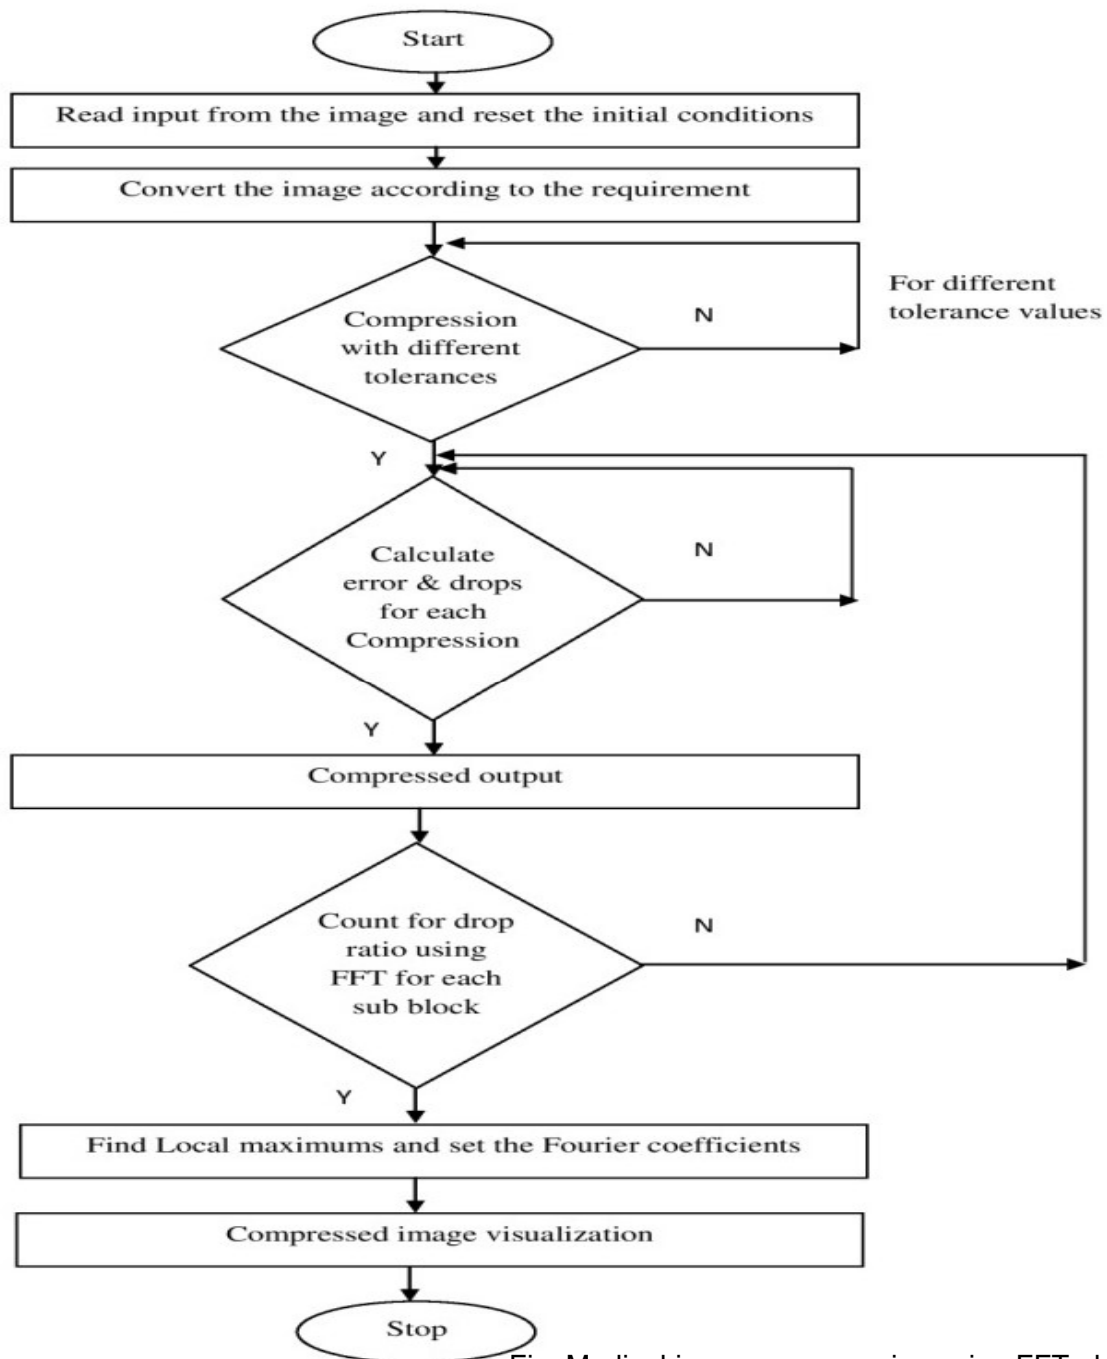 Start
Read input from the image and reset the initial conditions
Convert the image according to the requirement
For different
tolerance values
N
Compression
with different
tolerances
Y
N
Calculate
error & drops
for each
Compression
Y
Compressed output
N
Count for drop
ratio using
FFT for each
sub block
Y
Find Local maximums and set the Fourier coefficients
Compressed image visualization
Stop